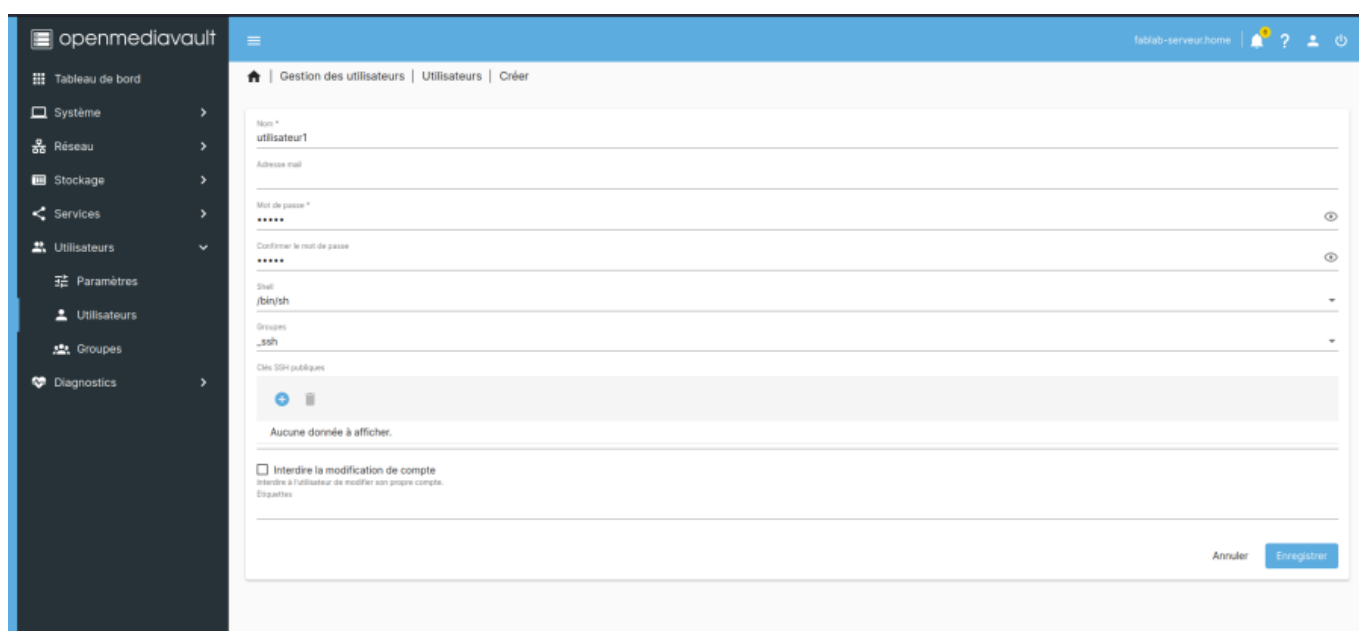 openmediavault
fablab-serveur.home
Tableau de bord
Système
Réseau
Stockage
Services
Utilisateurs
Paramètres
Utilisateurs
Groupes
Diagnostics
Gestion des utilisateurs | Utilisateurs | Créer
Nom *
utilisateur1
Adresse mail
Mot de passe *
•••••
Confirmer le mot de passe
•••••
Shell
/bin/sh
Groupes
_ssh
Clés SSH publiques
Aucune donnée à afficher.
Interdire la modification de compte
Interdire à l'utilisateur de modifier son propre compte.
Etiquettes
Annuler
Enregistrer